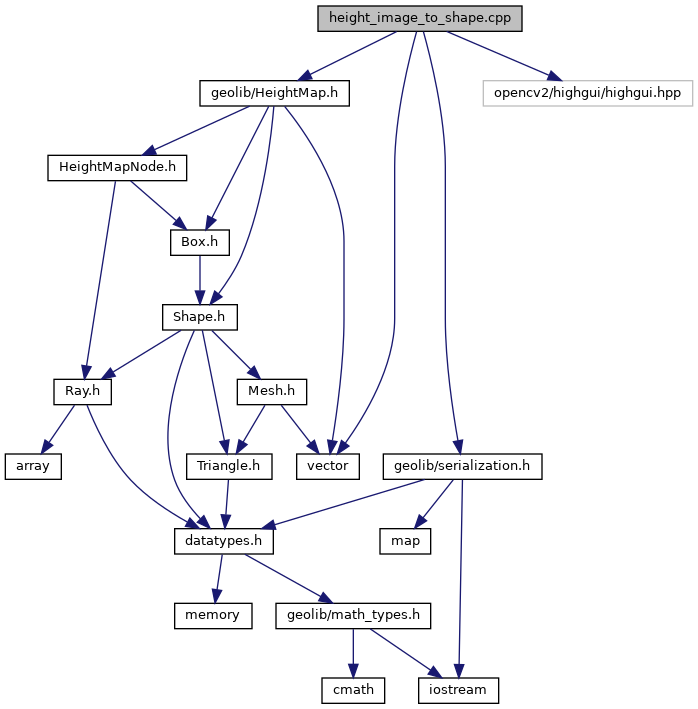 height_image_to_shape.cpp
geolib/HeightMap.h
opencv2/highgui/highgui.hpp
HeightMapNode.h
Box.h
Shape.h
Ray.h
Mesh.h
array
Triangle.h
vector
geolib/serialization.h
datatypes.h
map
memory
geolib/math_types.h
cmath
iostream